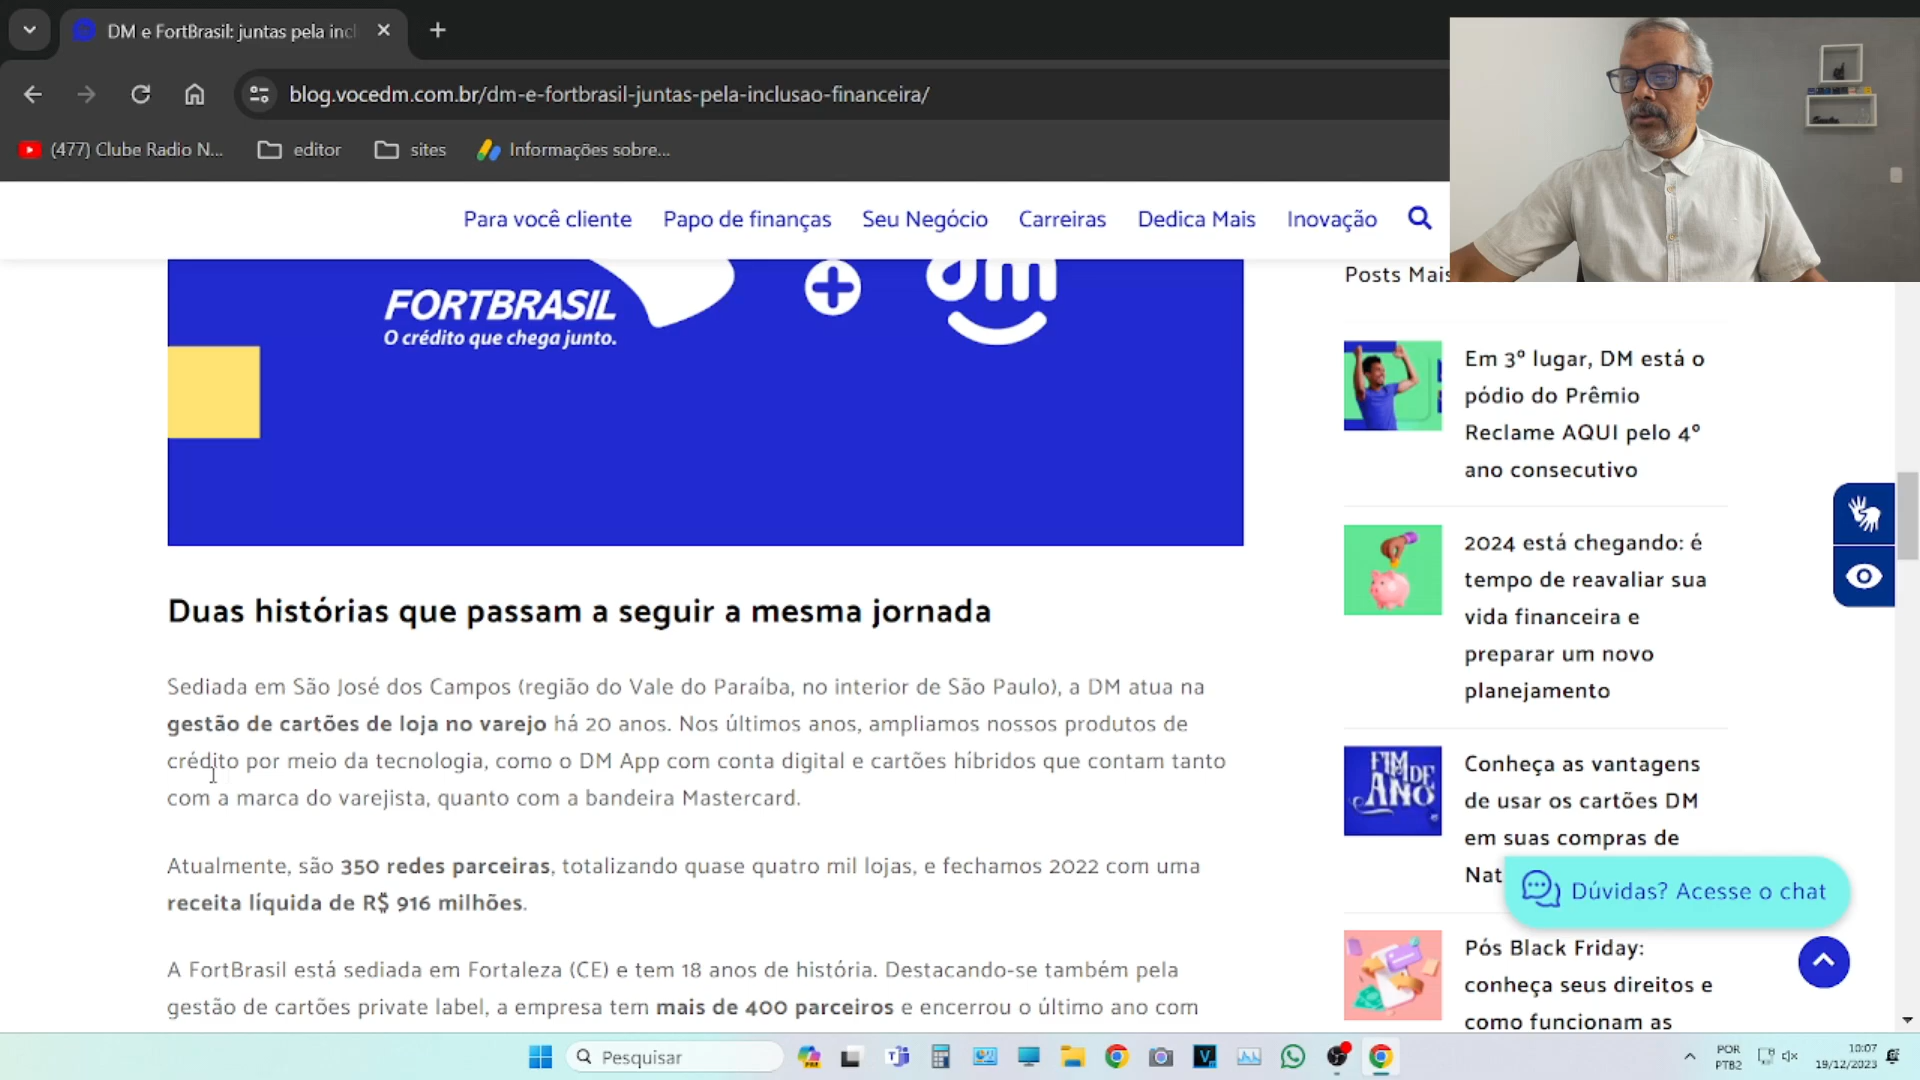 DM e FortBrasil: juntas pela incl
blog.vocedm.com.br/dm-e-fortbrasil-juntas-pela-inclusao-financeira/
(477) Clube Radio N...
editor
sites
Informações sobre...
Para você cliente
Papo de finanças
Seu Negócio
Carreiras
Dedica Mais
Inovação
FORTBRASIL
O crédito que chega junto.
dm
Duas histórias que passam a seguir a mesma jornada
Sediada em São José dos Campos (região do Vale do Paraíba, no interior de São Paulo), a DM atua na
gestão de cartões de loja no varejo há 20 anos. Nos últimos anos, ampliamos nossos produtos de
crédito por meio da tecnologia, como o DM App com conta digital e cartões híbridos que contam tanto
com a marca do varejista, quanto com a bandeira Mastercard.
Atualmente, são 350 redes parceiras, totalizando quase quatro mil lojas, e fechamos 2022 com uma
receita líquida de R$ 916 milhões.
A FortBrasil está sediada em Fortaleza (CE) e tem 18 anos de história. Destacando-se também pela
gestão de cartões private label, a empresa tem mais de 400 parceiros e encerrou o último ano com
Posts Mais
Em 3º lugar, DM está o
pódio do Prêmio
Reclame AQUI pelo 4º
ano consecutivo
2024 está chegando: é
tempo de reavaliar sua
vida financeira e
preparar um novo
planejamento
FIM DE
ANO
Conheça as vantagens
de usar os cartões DM
em suas compras de
Nat
Dúvidas? Acesse o chat
Pós Black Friday:
conheça seus direitos e
como funcionam as
Pesquisar
POR
PTB2
10:07
19/12/2023